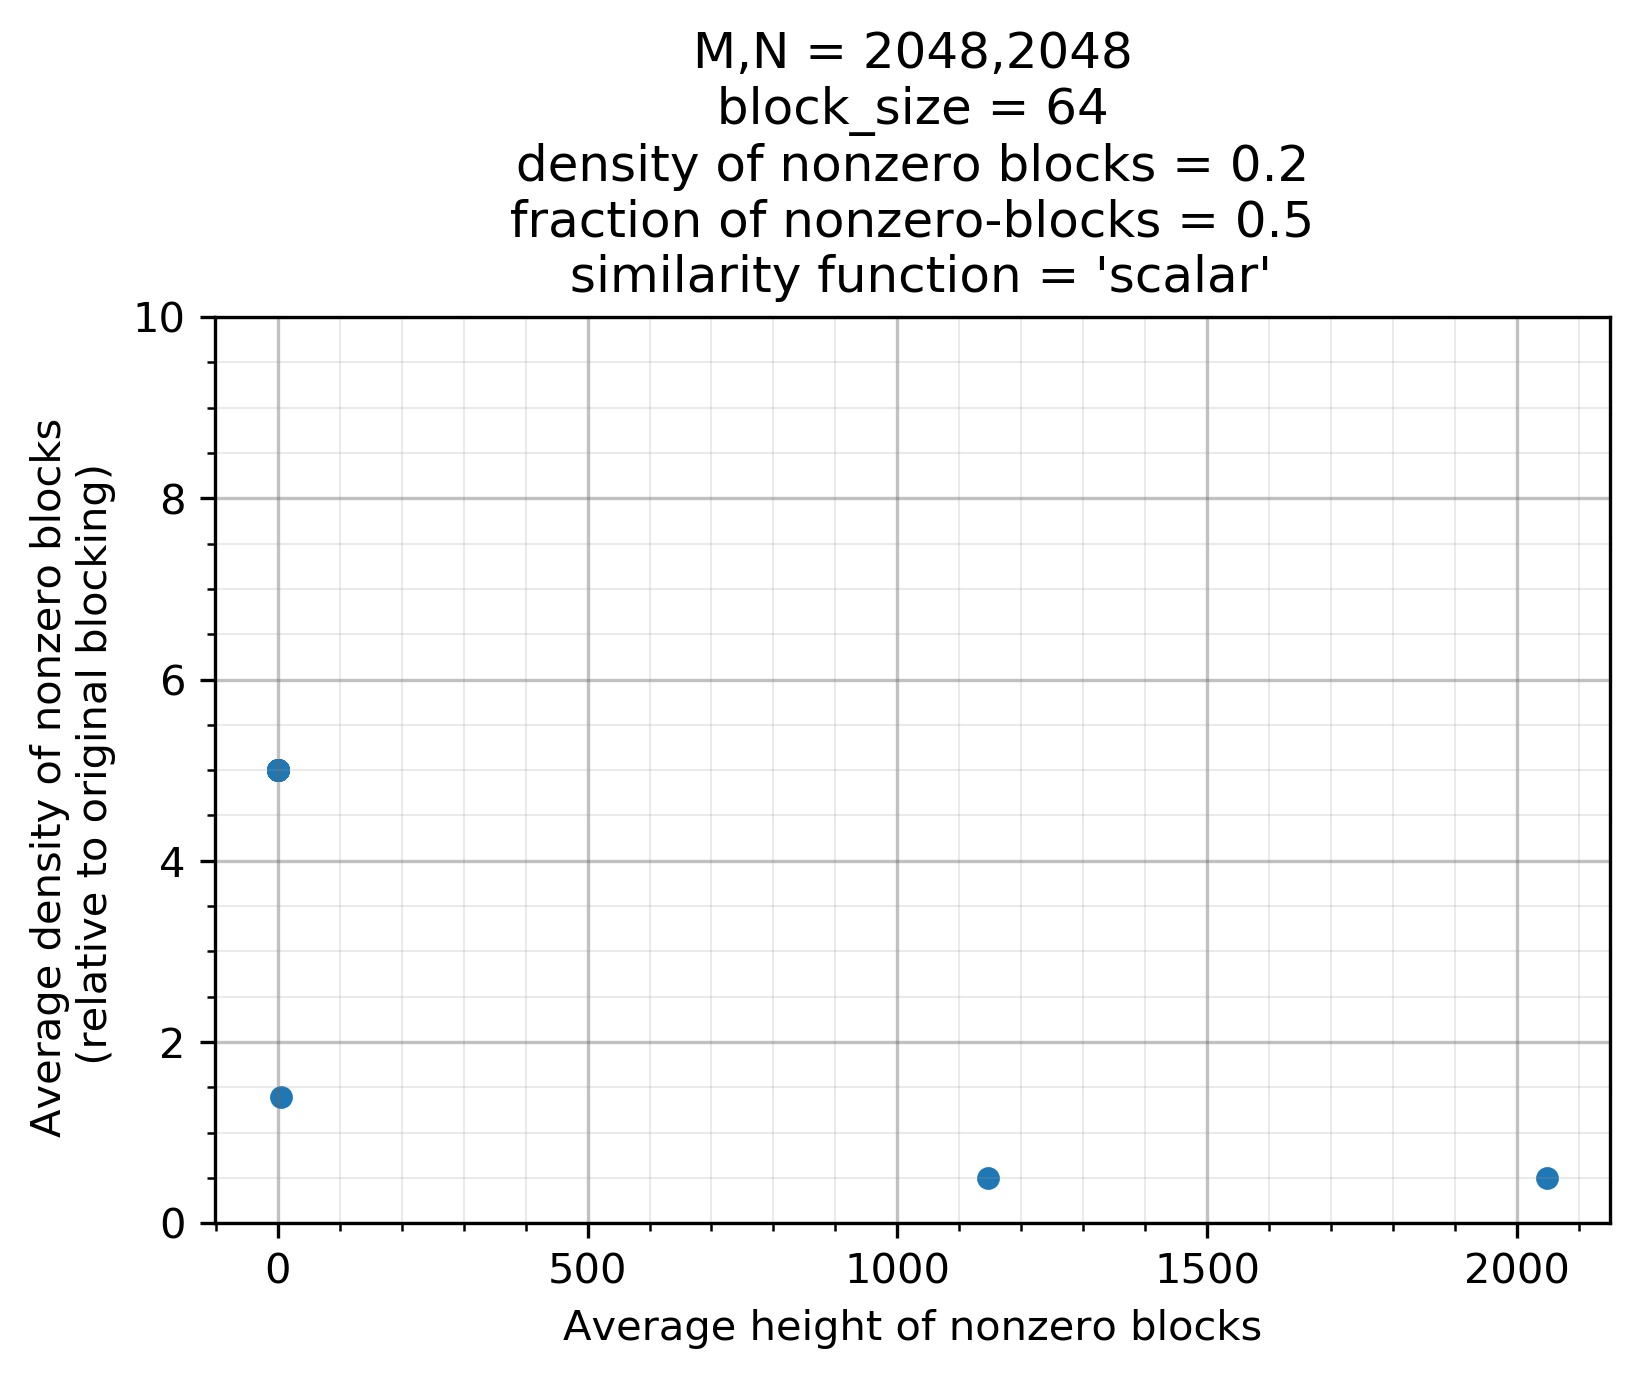 M,N = 2048,2048
block_size = 64
density of nonzero blocks = 0.2
fraction of nonzero-blocks = 0.5
similarity function = 'scalar'
10
8
6
4
2
0
Average density of nonzero blocks
(relative to original blocking)
0
500
1000
1500
2000
Average height of nonzero blocks